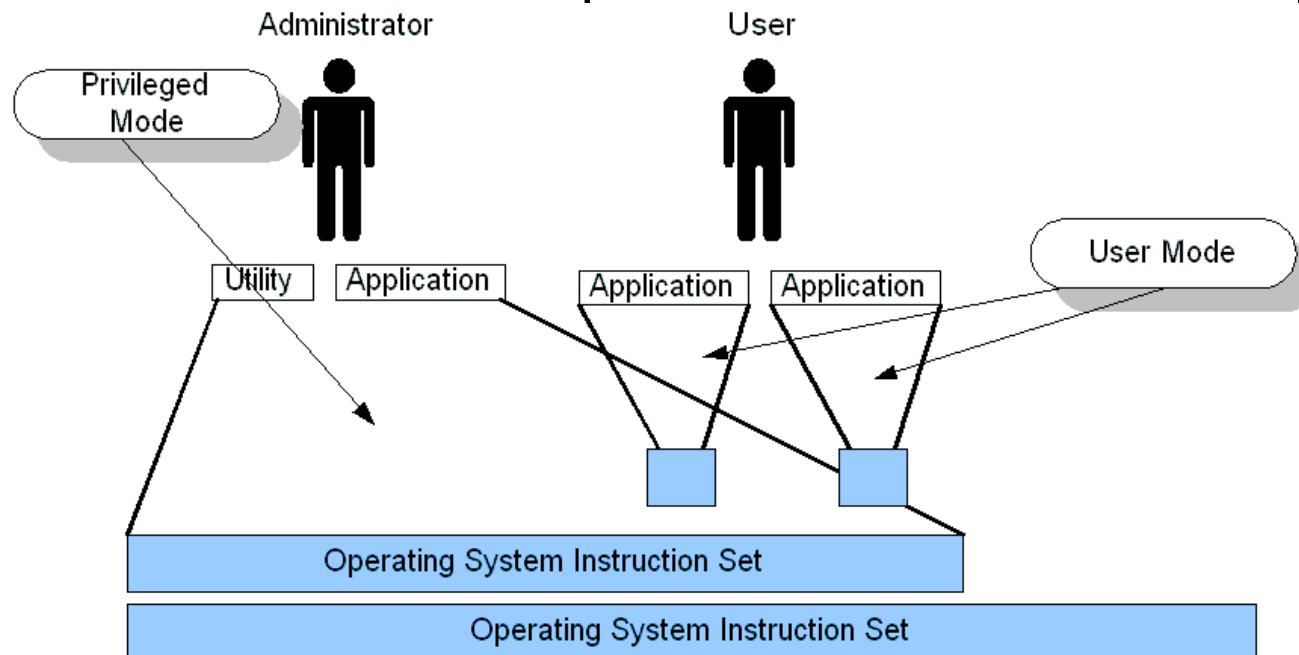 Administrator
User
Privileged
Mode
User Mode
Utility
Application
Application
Application
Operating System Instruction Set
Operating System Instruction Set